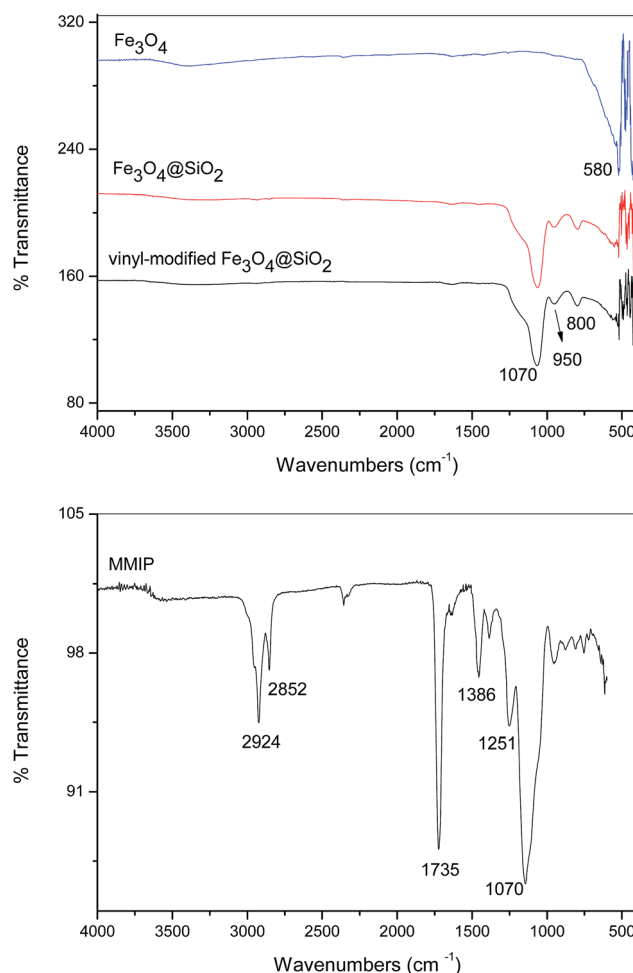 320
Fe₃O₄
240
580
Fe₃O₄@SiO₂
160
vinyl-modified Fe₃O₄@SiO₂
800
950
1070
80
4000 3500 3000 2500 2000 1500 1000 500
Wavenumbers (cm⁻¹)
% Transmittance
105
MMIP
98
2852
1386
2924
1251
91
1735
1070
4000 3500 3000 2500 2000 1500 1000 500
Wavenumbers (cm⁻¹)
% Transmittance